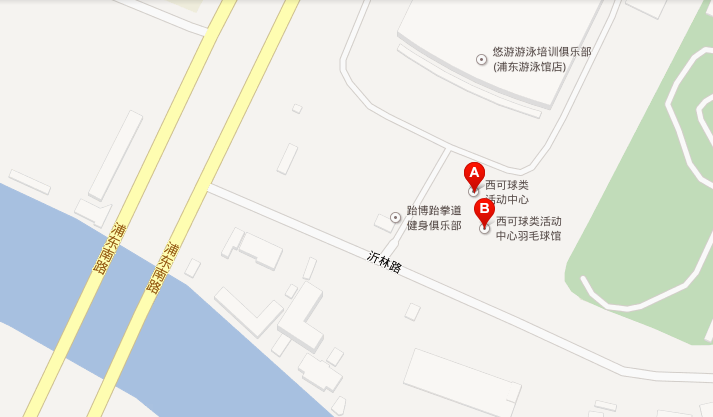 悠游游泳培训俱乐部
(浦东游泳馆店)
A
西可球类
活动中心
B
西可球类活动
中心羽毛球馆
跆博跆拳道
健身俱乐部
浦东南路
浦东南路
沂林路